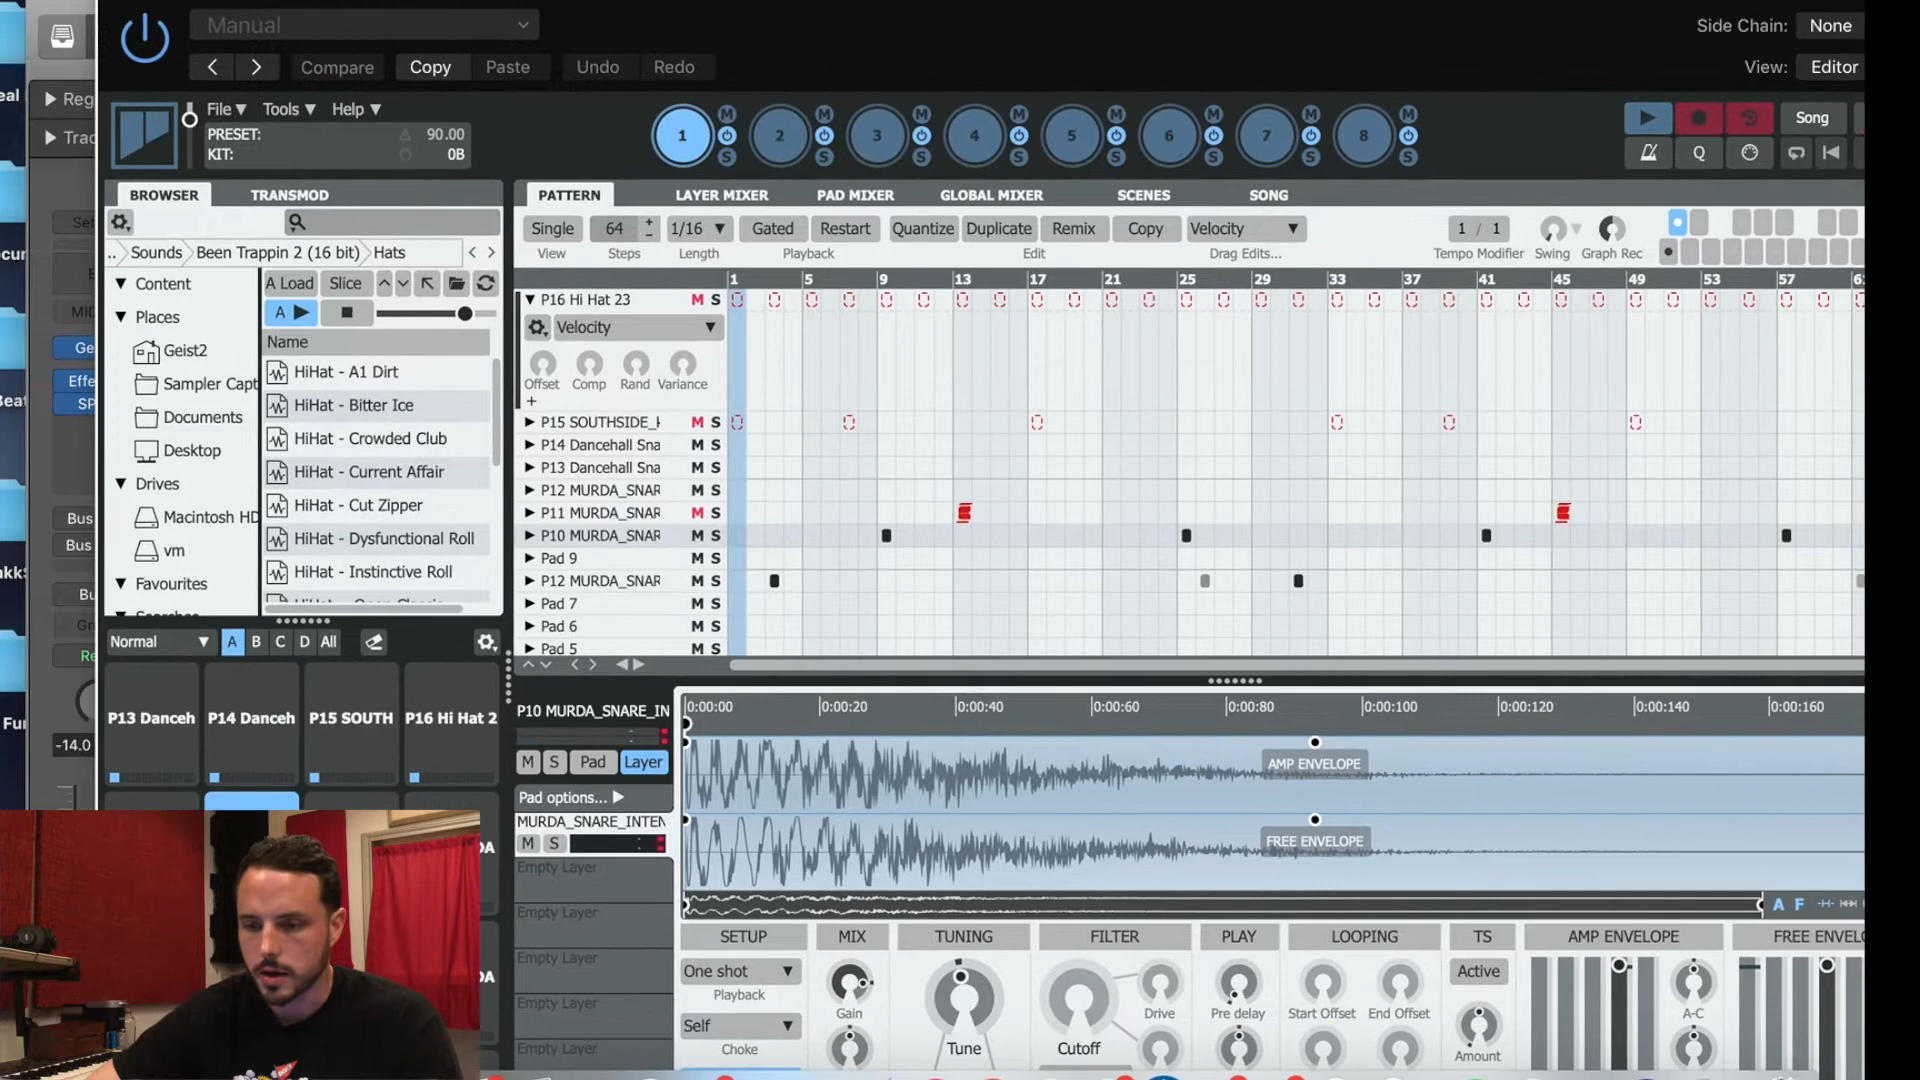 Manual
Side Chain: None
Compare Copy Paste Undo Redo
View: Editor
eal
Reg
Trac
File Tools Help
PRESET: 90.00
KIT: 0B
1 M S 2 M S 3 M S 4 M S 5 M S 6 M S 7 M S 8 M S
Song
Q
BROWSER TRANSMOD
PATTERN LAYER MIXER PAD MIXER GLOBAL MIXER SCENES SONG
Single 64 + - 1/16 Gated Restart Quantize Duplicate Remix Copy Velocity 1 / 1
View Steps Length Playback Edit Drag Edits... Tempo Modifier Swing Graph Rec
.. Sounds Been Trappin 2 (16 bit) Hats
Content
Places
Geist2
Sampler Capt
Documents
Desktop
Drives
Macintosh HD
vm
Favourites
A Load Slice
A
Name
HiHat - A1 Dirt
HiHat - Bitter Ice
HiHat - Crowded Club
HiHat - Current Affair
HiHat - Cut Zipper
HiHat - Dysfunctional Roll
HiHat - Instinctive Roll
1 5 9 13 17 21 25 29 33 37 41 45 49 53 57
P16 Hi Hat 23 M S
Velocity
Offset Comp Rand Variance
+
P15 SOUTHSIDE_ M S
P14 Dancehall Sna M S
P13 Dancehall Sna M S
P12 MURDA_SNAR M S
P11 MURDA_SNAR M S
P10 MURDA_SNAR M S
Pad 9 M S
P12 MURDA_SNAR M S
Pad 7 M S
Pad 6 M S
Pad 5 M S
Normal A B C D All
P13 Danceh P14 Danceh P15 SOUTH P16 Hi Hat 2
-14.0
Ge
Effe
SP
Bus
Bus
Bu
Re
Fur
P10 MURDA_SNARE_IN
M S Pad Layer
Pad options...
MURDA_SNARE_INTEN
M S
Empty Layer
Empty Layer
Empty Layer
Empty Layer
Empty Layer
0:00:00 0:00:20 0:00:40 0:00:60 0:00:80 0:00:100 0:00:120 0:00:140 0:00:160
AMP ENVELOPE
FREE ENVELOPE
A F
SETUP MIX TUNING FILTER PLAY LOOPING TS AMP ENVELOPE FREE ENVELO
One shot
Playback
Self
Choke
Gain
Tune
Cutoff
Drive
Pre delay
Start Offset End Offset
Active
Amount
A-C